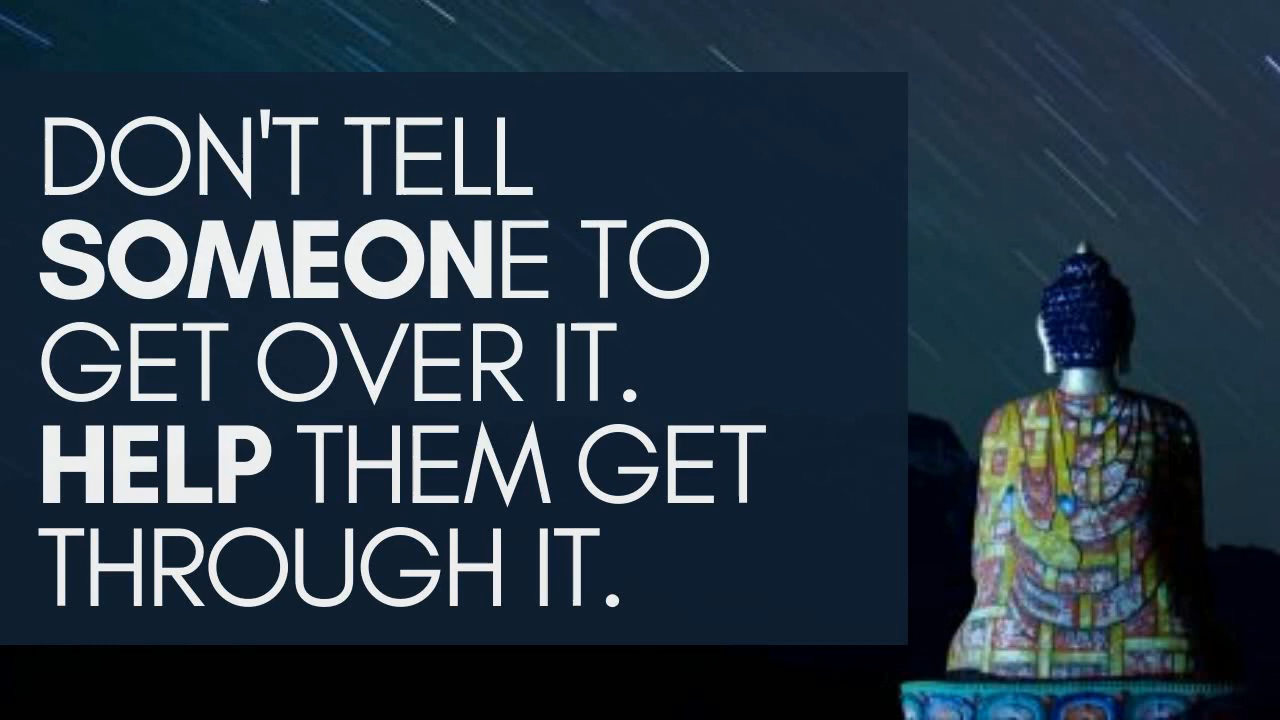 DON'T TELL
SOMEONE TO
GET OVER IT.
HELP THEM GET
THROUGH IT.